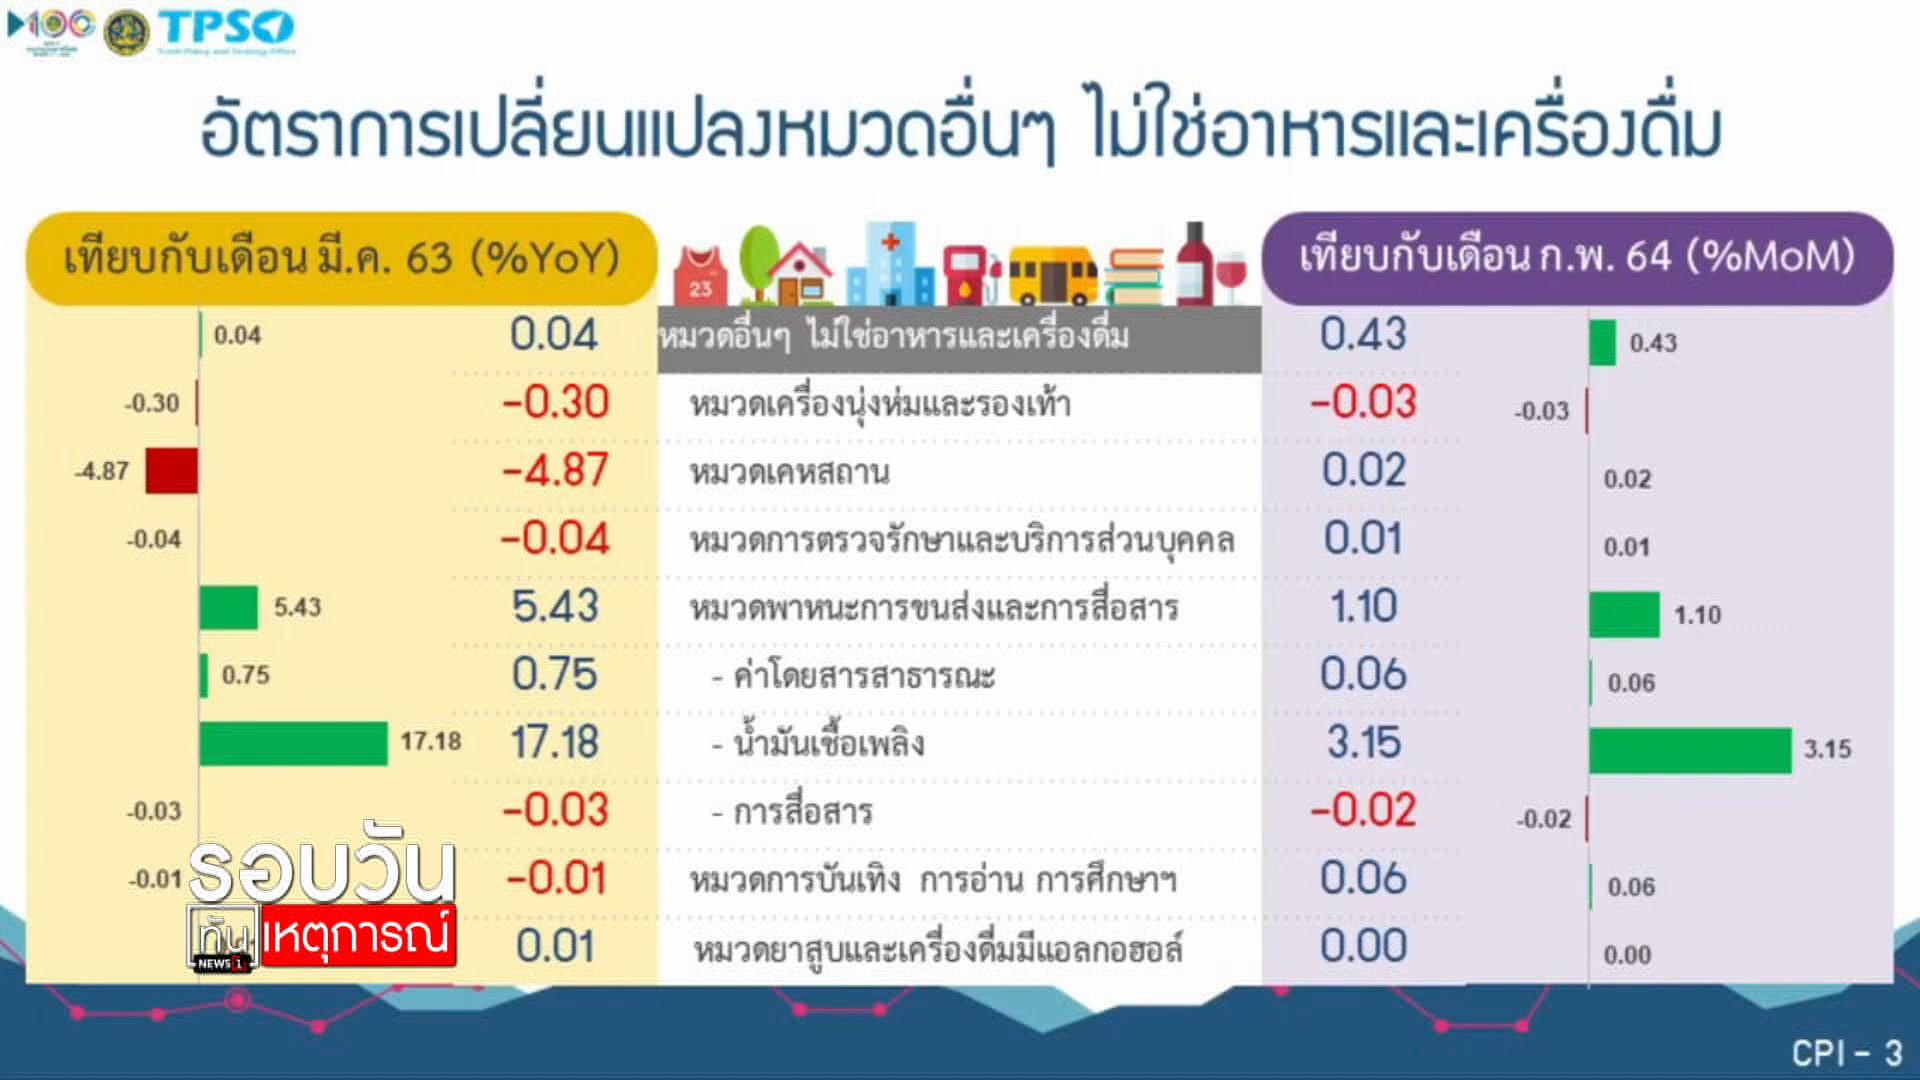 TPSO
Trade Policy and Strategy Office
อัตราการเปลี่ยนแปลงหมวดอื่นๆ ไม่ใช่อาหารและเครื่องดื่ม
เทียบกับเดือน มี.ค. 63 (%YoY)
23
เทียบกับเดือน ก.พ. 64 (%MoM)
0.04 0.04 หมวดอื่นๆ ไม่ใช่อาหารและเครื่องดื่ม 0.43 0.43
-0.30 -0.30 หมวดเครื่องนุ่งห่มและรองเท้า -0.03 -0.03
-4.87 -4.87 หมวดเคหสถาน 0.02 0.02
-0.04 -0.04 หมวดการตรวจรักษาและบริการส่วนบุคคล 0.01 0.01
5.43 5.43 หมวดพาหนะการขนส่งและการสื่อสาร 1.10 1.10
0.75 0.75 - ค่าโดยสารสาธารณะ 0.06 0.06
17.18 17.18 - น้ำมันเชื้อเพลิง 3.15 3.15
-0.03 -0.03 - การสื่อสาร -0.02 -0.02
-0.01 -0.01 หมวดการบันเทิง การอ่าน การศึกษาฯ 0.06 0.06
0.01 หมวดยาสูบและเครื่องดื่มมีแอลกอฮอล์ 0.00 0.00
รอบวัน
ทันเหตุการณ์
NEWS 1
CPI - 3